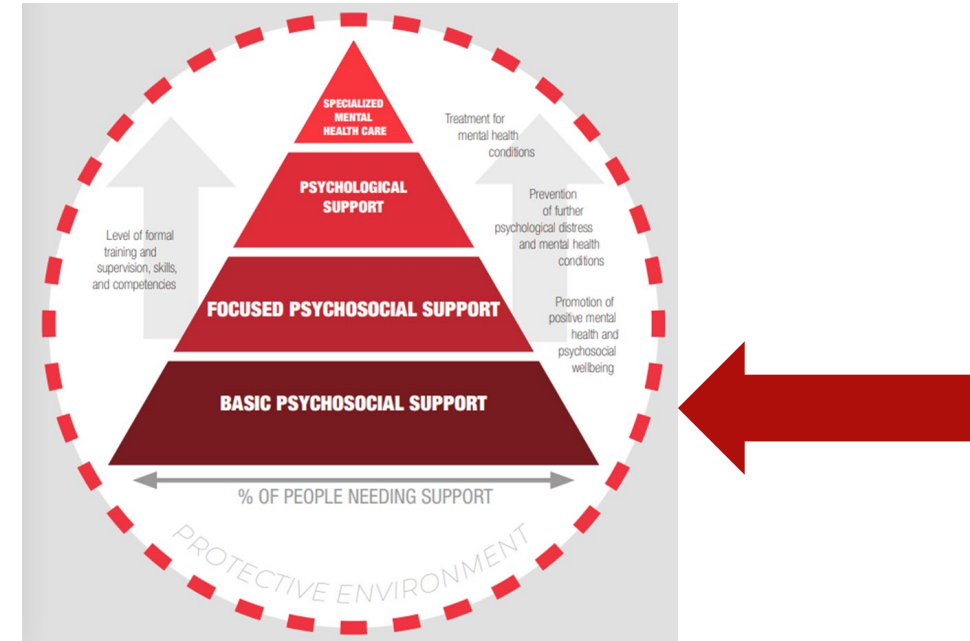 SPECIALIZED
MENTAL
HEALTH CARE
Treatment for
mental health
conditions
PSYCHOLOGICAL
SUPPORT
Prevention
of further
psychological distress
and mental health
conditions
Level of formal
training and
supervision, skills,
and competencies
FOCUSED PSYCHOSOCIAL SUPPORT
Promotion of
positive mental
health and
psychosocial
wellbeing
BASIC PSYCHOSOCIAL SUPPORT
% OF PEOPLE NEEDING SUPPORT
PROTECTIVE ENVIRONMENT